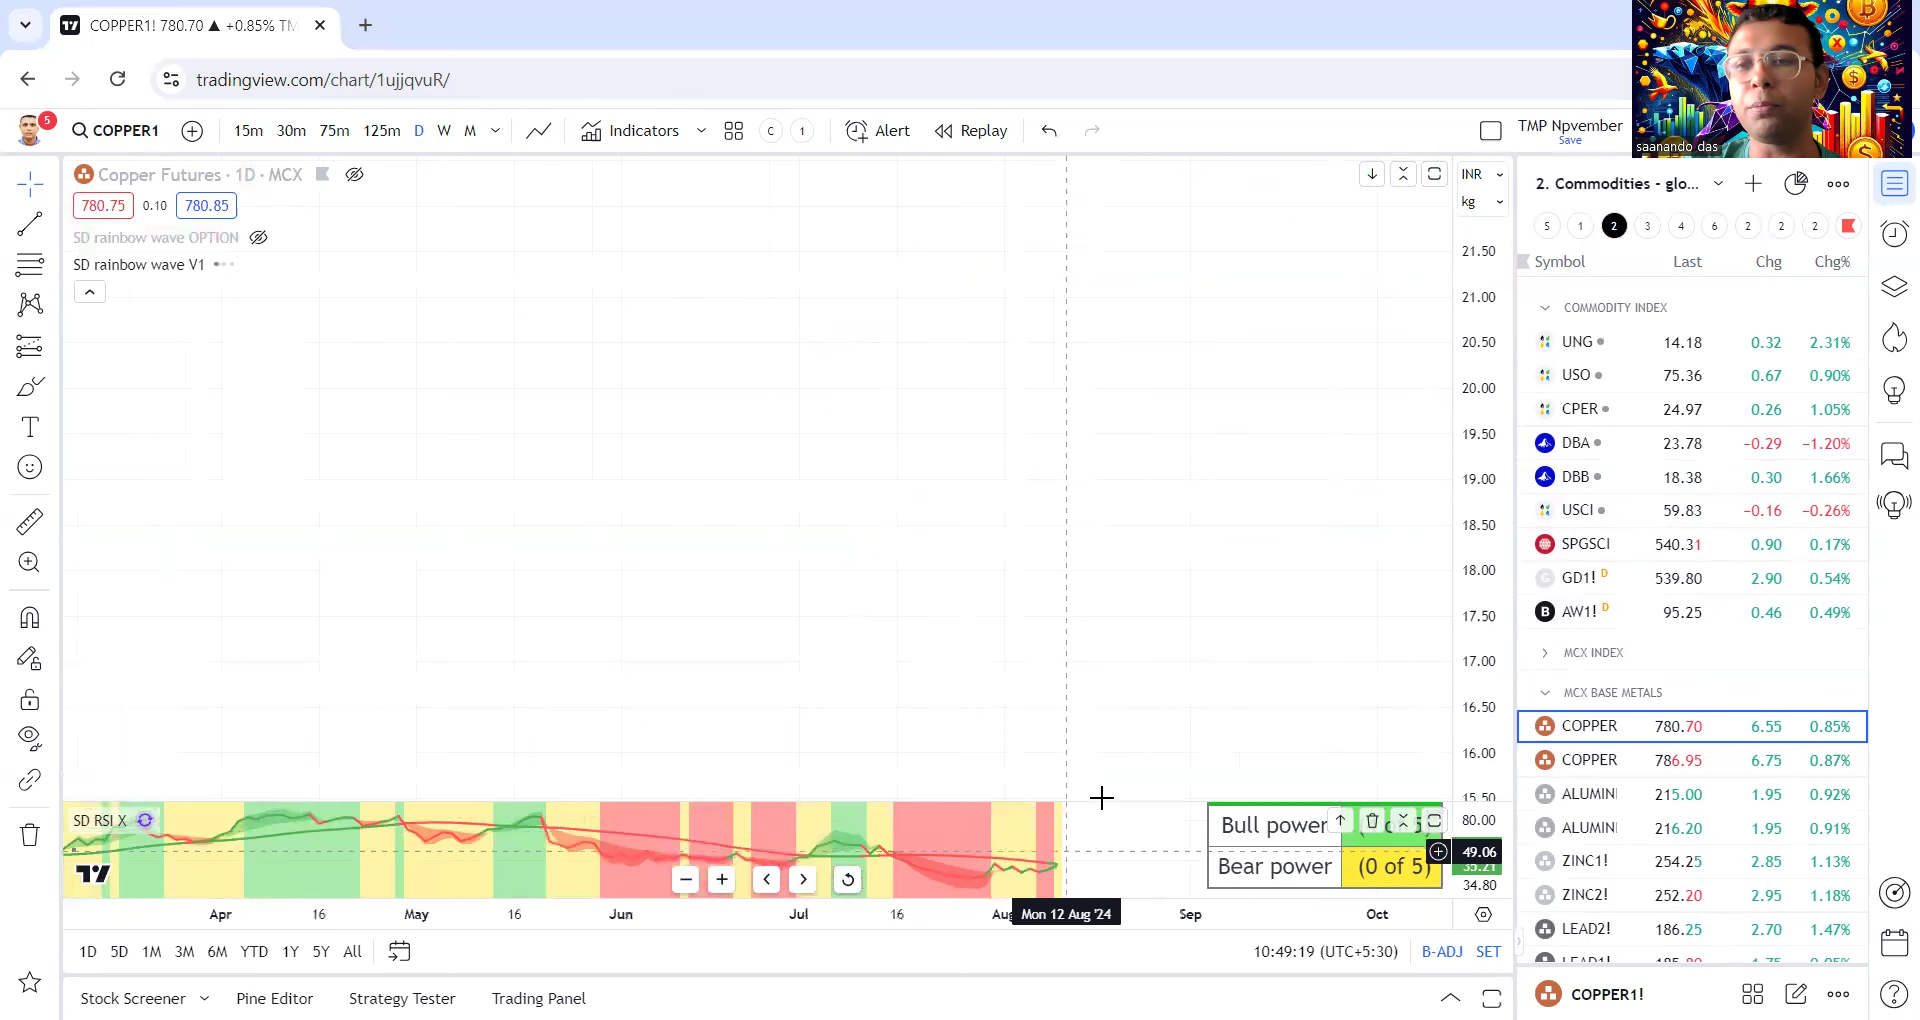 COPPER1! 780.70 ▲ +0.85% TM
tradingview.com/chart/1ujjqvuR/
5
COPPER1
15m 30m 75m 125m D W M
Indicators
C 1
Alert
Replay
TMP Npvember
Save
saanando das
Copper Futures · 1D · MCX
780.75 0.10 780.85
SD rainbow wave OPTION
SD rainbow wave V1
INR
kg
21.50
21.00
20.50
20.00
19.50
19.00
18.50
18.00
17.50
17.00
16.50
16.00
15.50
SD RSI X
80.00
49.06
34.80
Bull power
Bear power (0 of 5)
Apr 16 May 16 Jun Jul 16 Aug Mon 12 Aug '24 Sep Oct
1D 5D 1M 3M 6M YTD 1Y 5Y All
10:49:19 (UTC+5:30) B-ADJ SET
Stock Screener Pine Editor Strategy Tester Trading Panel
2. Commodities - glo...
S 1 2 3 4 6 2 2 2
Symbol Last Chg Chg%
COMMODITY INDEX
UNG 14.18 0.32 2.31%
USO 75.36 0.67 0.90%
CPER 24.97 0.26 1.05%
DBA 23.78 −0.29 −1.20%
DBB 18.38 0.30 1.66%
USCI 59.83 −0.16 −0.26%
SPGSCI 540.31 0.90 0.17%
GD1! D 539.80 2.90 0.54%
AW1! D 95.25 0.46 0.49%
MCX INDEX
MCX BASE METALS
COPPER 780.70 6.55 0.85%
COPPER 786.95 6.75 0.87%
ALUMINI 215.00 1.95 0.92%
ALUMINI 216.20 1.95 0.91%
ZINC1! 254.25 2.85 1.13%
ZINC2! 252.20 2.95 1.18%
LEAD2! 186.25 2.70 1.47%
COPPER1!